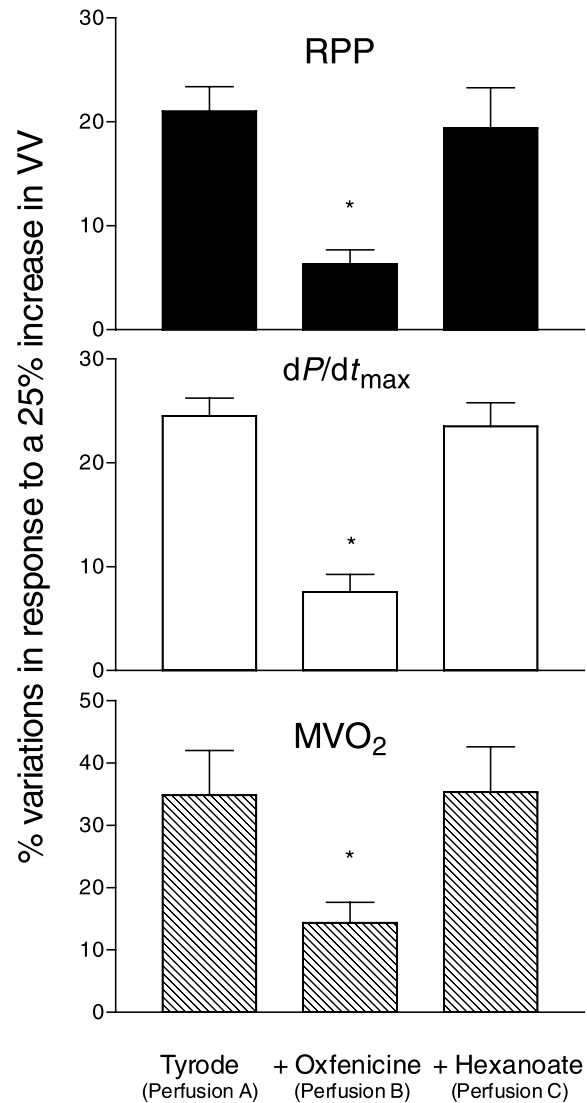 % variations in response to a 25% increase in VV
30
RPP
20
*
10
0
30
dP/dtmax
20
*
10
0
50
MVO2
40
30
*
20
10
0
Tyrode + Oxfenicine + Hexanoate
(Perfusion A) (Perfusion B) (Perfusion C)